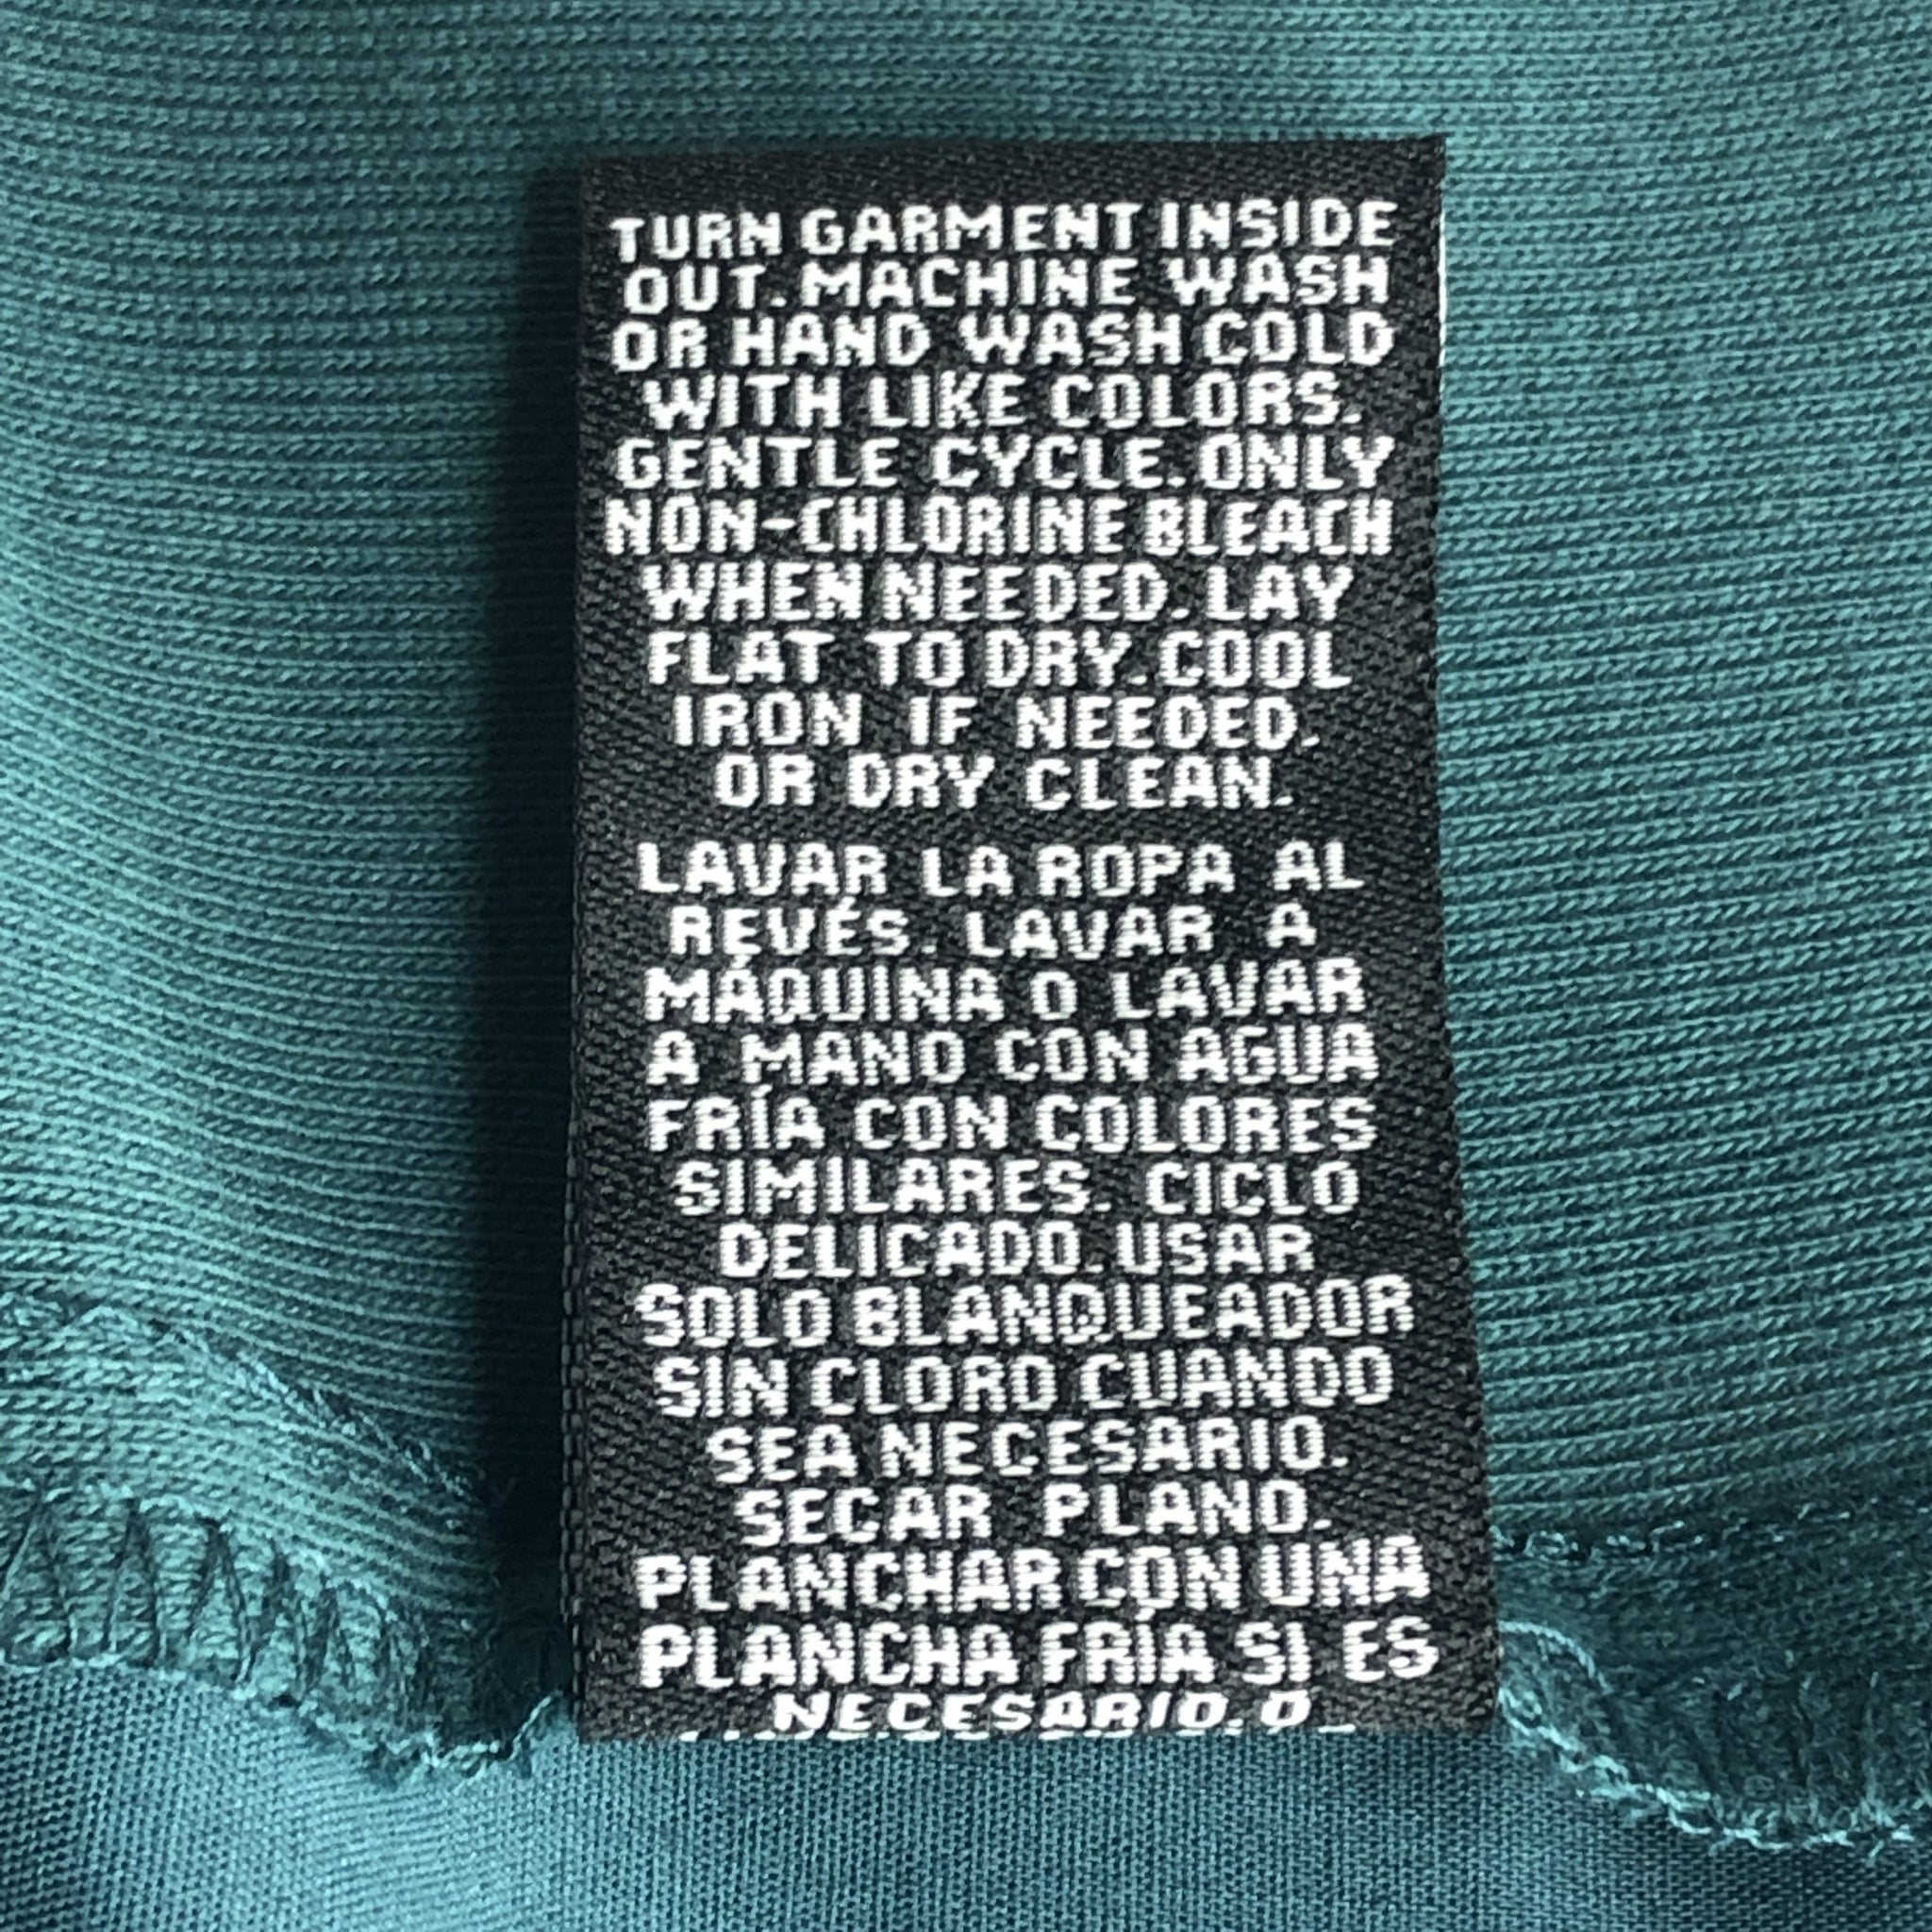 TURN GARMENT INSIDE
OUT. MACHINE WASH
OR HAND WASH COLD
WITH LIKE COLORS.
GENTLE CYCLE. ONLY
NON-CHLORINE BLEACH
WHEN NEEDED. LAY
FLAT TO DRY. COOL
IRON IF NEEDED.
OR DRY CLEAN.
LAVAR LA ROPA AL
REVÉS. LAVAR A
MÁQUINA O LAVAR
A MANO CON AGUA
FRÍA CON COLORES
SIMILARES. CICLO
DELICADO. USAR
SOLO BLANQUEADOR
SIN CLORO CUANDO
SEA NECESARIO.
SECAR PLANO.
PLANCHAR CON UNA
PLANCHA FRÍA SI ES
NECESARIO. O